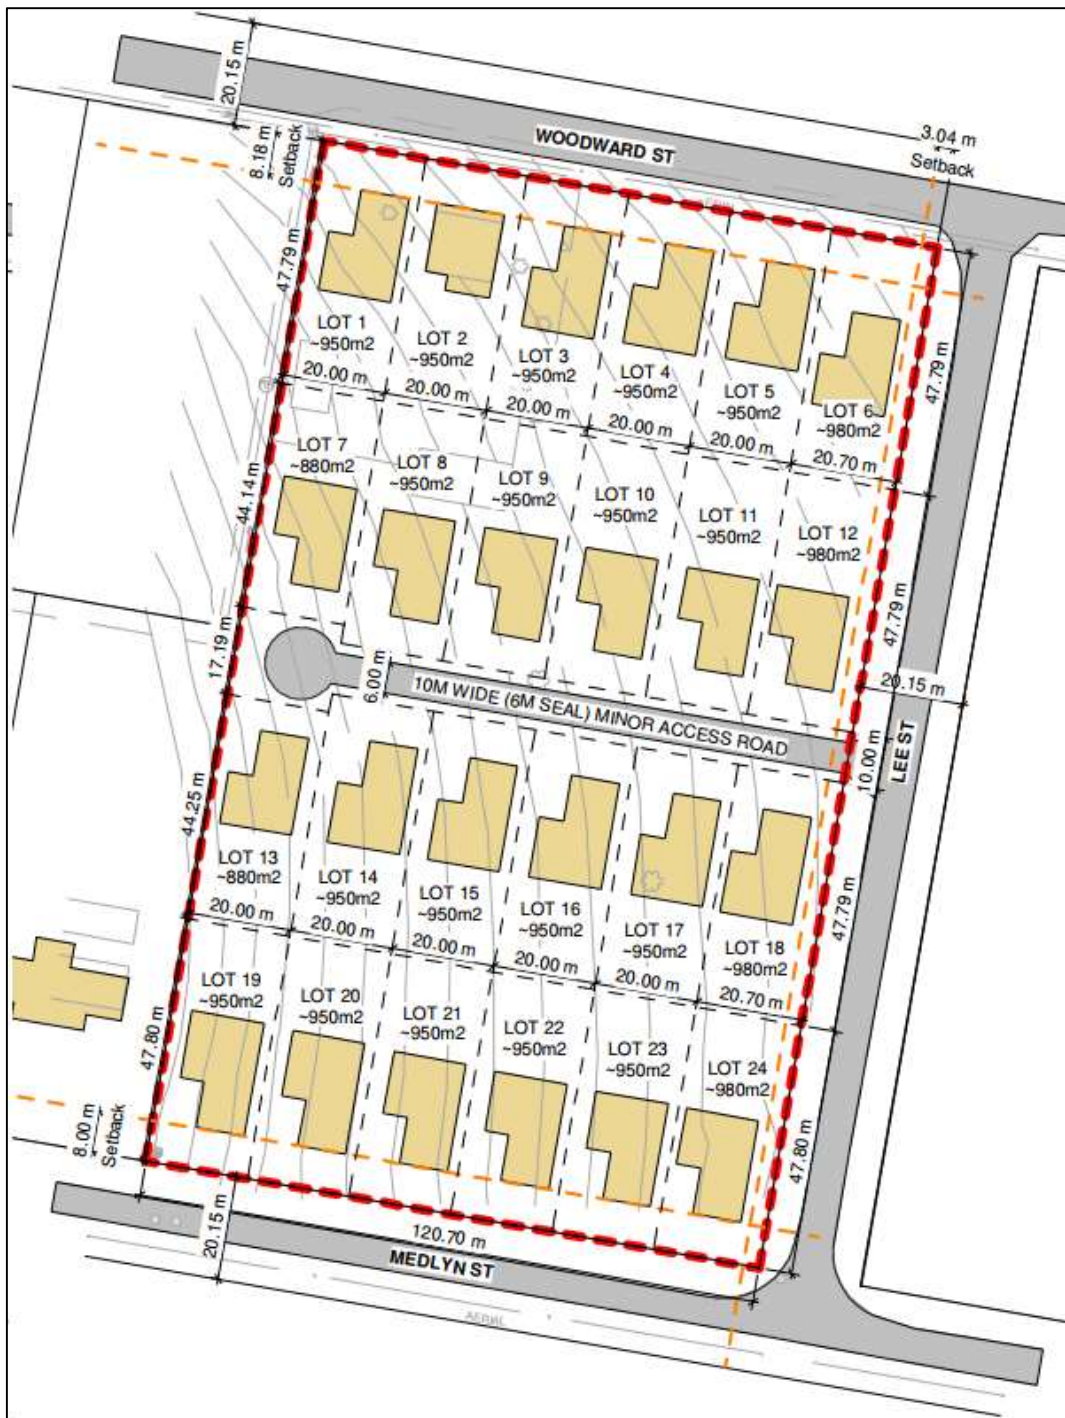 20.15 m
WOODWARD ST
3.04 m
Setback
8.18 m
Setback
47.79 m
LOT 1
~950m2
LOT 2
~950m2
LOT 3
~950m2
LOT 4
~950m2
LOT 5
~950m2
LOT 6
~980m2
47.79 m
20.00 m
20.00 m
20.00 m
20.00 m
20.00 m
20.70 m
LOT 7
~880m2
LOT 8
~950m2
LOT 9
~950m2
LOT 10
~950m2
LOT 11
~950m2
LOT 12
~980m2
44.14 m
47.79 m
17.19 m
6.00 m
10M WIDE (6M SEAL) MINOR ACCESS ROAD
20.15 m
10.00 m
LEE ST
44.25 m
LOT 13
~880m2
LOT 14
~950m2
LOT 15
~950m2
LOT 16
~950m2
LOT 17
~950m2
LOT 18
~980m2
47.79 m
20.00 m
20.00 m
20.00 m
20.00 m
20.00 m
20.70 m
LOT 19
~950m2
LOT 20
~950m2
LOT 21
~950m2
LOT 22
~950m2
LOT 23
~950m2
LOT 24
~980m2
47.80 m
47.80 m
8.00 m
Setback
20.15 m
120.70 m
MEDLYN ST
AERIAL